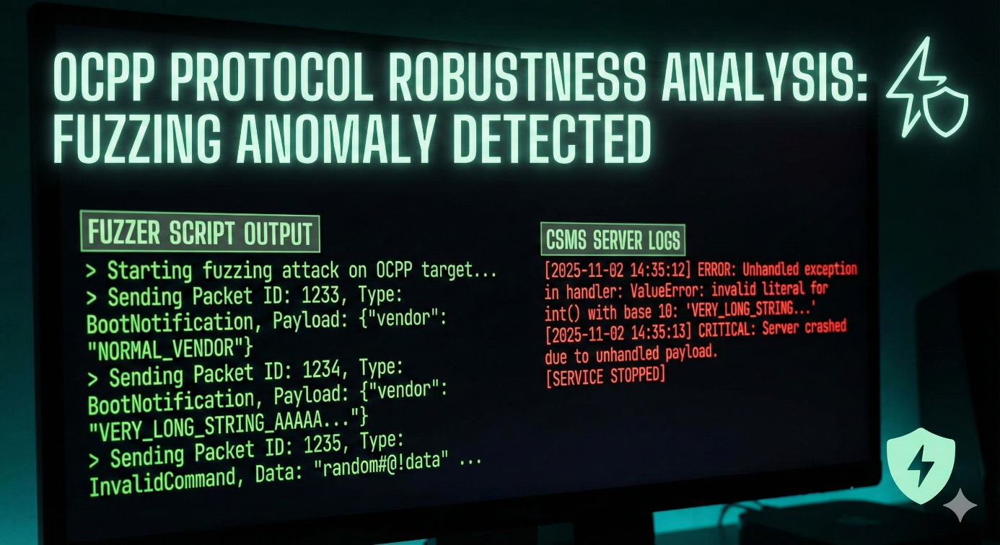 OCPP PROTOCOL ROBUSTNESS ANALYSIS:
FUZZING ANOMALY DETECTED
FUZZER SCRIPT OUTPUT
> Starting fuzzing attack on OCPP target...
> Sending Packet ID: 1233, Type:
BootNotification, Payload: {"vendor":
"NORMAL_VENDOR"}
> Sending Packet ID: 1234, Type:
BootNotification, Payload: {"vendor":
"VERY_LONG_STRING_AAAAA..."}
> Sending Packet ID: 1235, Type:
InvalidCommand, Data: "random#@!data" ...
CSMS SERVER LOGS
[2025-11-02 14:35:12] ERROR: Unhandled exception
in handler: ValueError: invalid literal for
int() with base 10: 'VERY_LONG_STRING...'
[2025-11-02 14:35:13] CRITICAL: Server crashed
due to unhandled payload.
[SERVICE STOPPED]